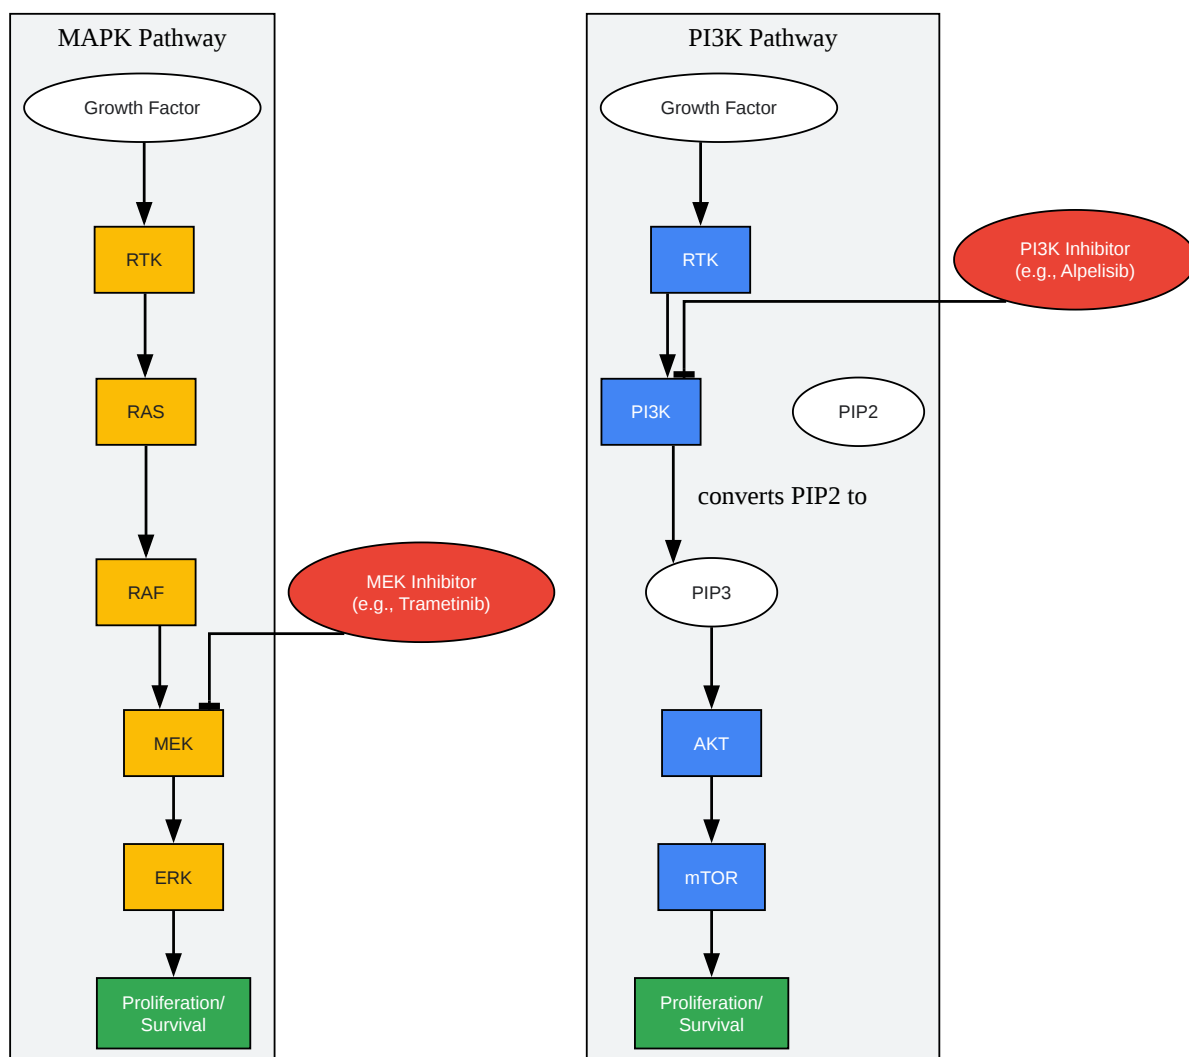 MAPK Pathway
Growth Factor
RTK
RAS
RAF
MEK Inhibitor
(e.g., Trametinib)
MEK
ERK
Proliferation/
Survival
PI3K Pathway
Growth Factor
RTK
PI3K Inhibitor
(e.g., Alpelisib)
PI3K
PIP2
converts PIP2 to
PIP3
AKT
mTOR
Proliferation/
Survival